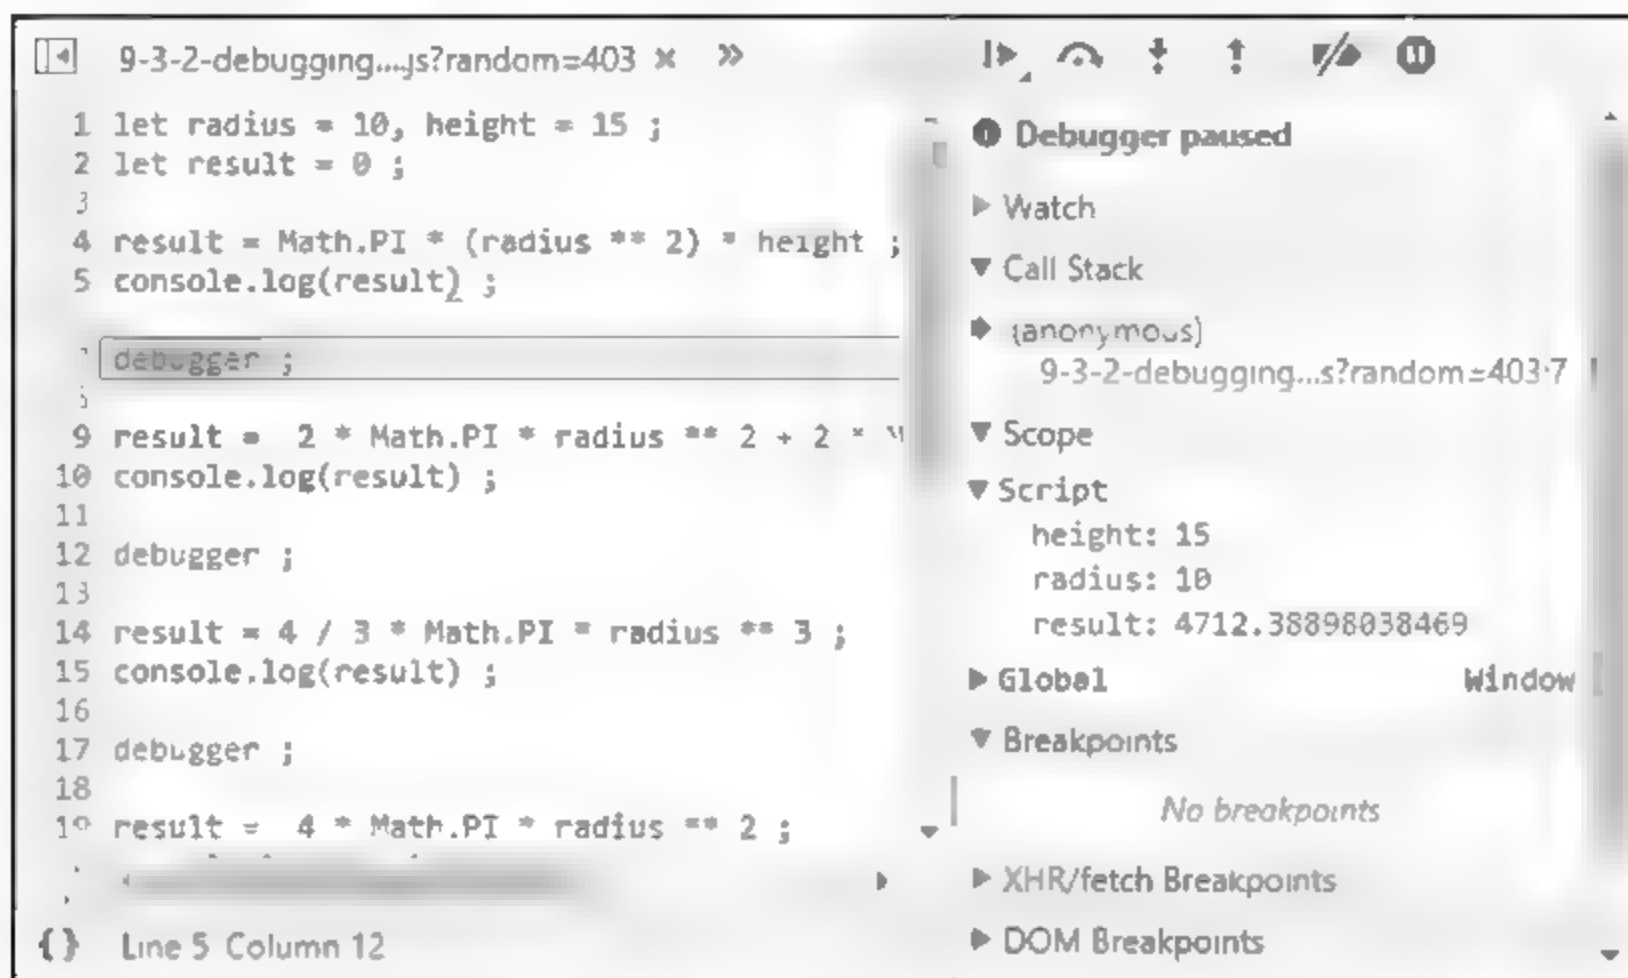 9-3-2-debugging....js?random=403 × »
1 let radius = 10, height = 15 ;
2 let result = 0 ;
3
4 result = Math.PI * (radius ** 2) * height ;
5 console.log(result) ;
debugger ;
9 result = 2 * Math.PI * radius ** 2 + 2 *
10 console.log(result) ;
11
12 debugger ;
13
14 result = 4 / 3 * Math.PI * radius ** 3 ;
15 console.log(result) ;
16
17 debugger ;
18
19 result = 4 * Math.PI * radius ** 2 ;
{} Line 5 Column 12
Debugger paused
Watch
Call Stack
(anonymous)
9-3-2-debugging...s?random=403:7
Scope
Script
height: 15
radius: 10
result: 4712.38898038469
Global Window
Breakpoints
No breakpoints
XHR/fetch Breakpoints
DOM Breakpoints